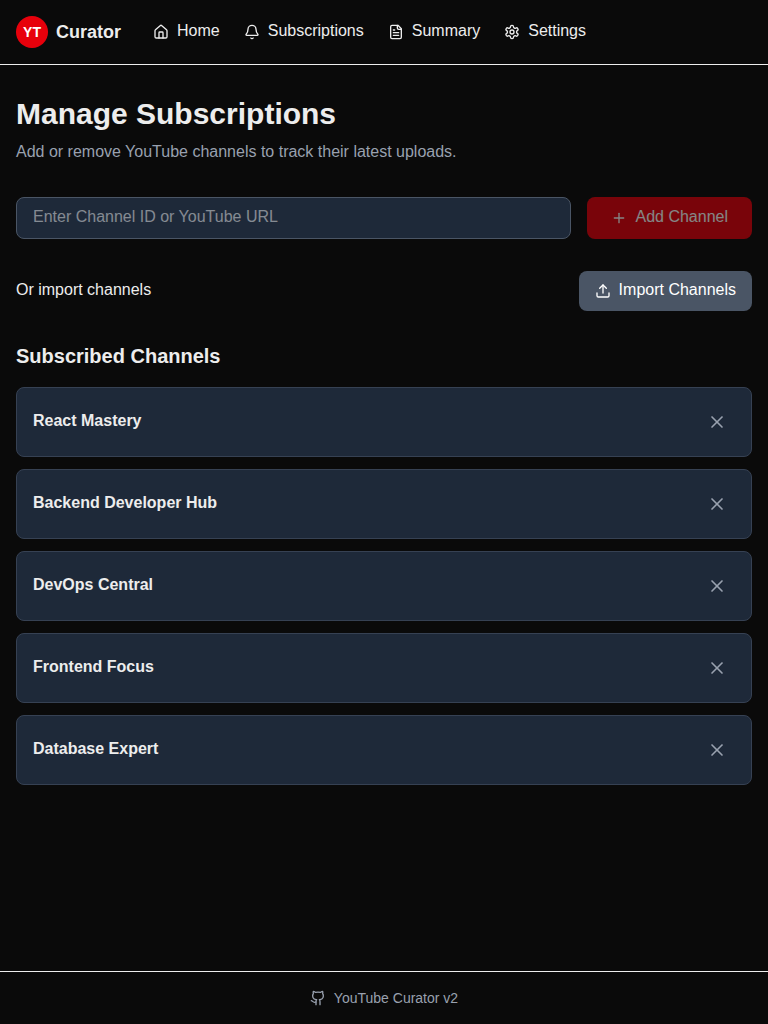 YT Curator Home Subscriptions Summary Settings
Manage Subscriptions
Add or remove YouTube channels to track their latest uploads.
Enter Channel ID or YouTube URL Add Channel
Or import channels Import Channels
Subscribed Channels
React Mastery
Backend Developer Hub
DevOps Central
Frontend Focus
Database Expert
YouTube Curator v2